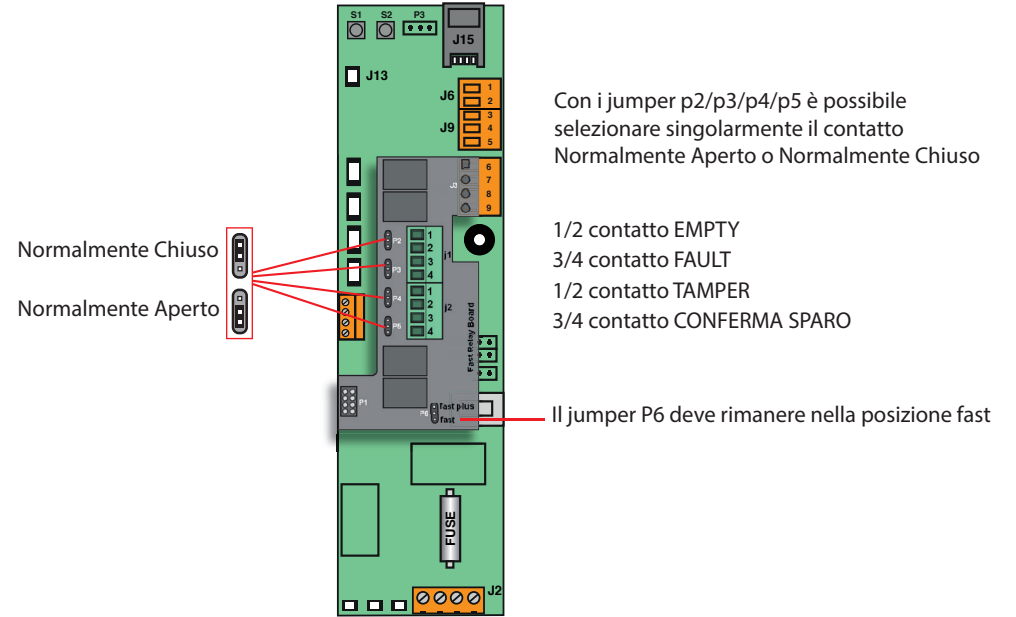 S1 S2 P3
J15
J13
J6 1
2
J9 3
4
5
6
J3 7
8
9
Con i jumper p2/p3/p4/p5 è possibile
selezionare singolarmente il contatto
Normalmente Aperto o Normalmente Chiuso
Normalmente Chiuso
Normalmente Aperto
P2 1
2 j1
P3 3
4
P4 1
2 j2
P5 3
4
1/2 contatto EMPTY
3/4 contatto FAULT
1/2 contatto TAMPER
3/4 contatto CONFERMA SPARO
Fast Relay Board
P1
P6 fast plus
fast
Il jumper P6 deve rimanere nella posizione fast
FUSE
J2